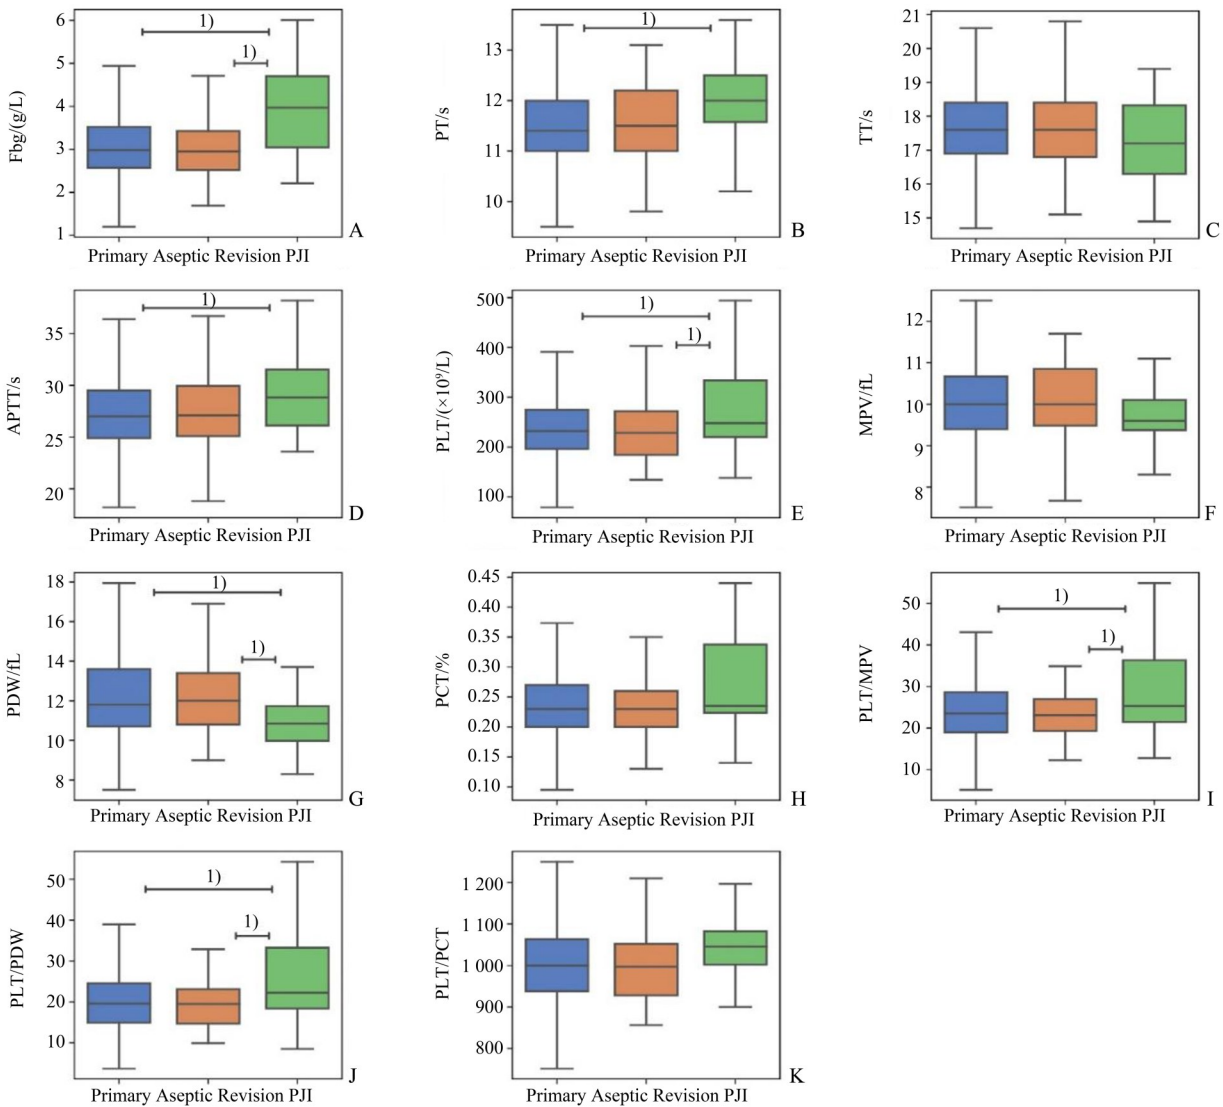 Fbg/(g/L)
6
5
4
3
2
1
1)
1)
A
Primary Aseptic Revision PJI
PT/s
13
12
11
10
1)
B
Primary Aseptic Revision PJI
TT/s
21
20
19
18
17
16
15
C
Primary Aseptic Revision PJI
APTT/s
35
30
25
20
1)
D
Primary Aseptic Revision PJI
PLT/(×10⁹/L)
500
400
300
200
100
1)
1)
E
Primary Aseptic Revision PJI
MPV/fL
12
11
10
9
8
F
Primary Aseptic Revision PJI
PDW/fL
18
16
14
12
10
8
1)
1)
G
Primary Aseptic Revision PJI
PCT/%
0.45
0.40
0.35
0.30
0.25
0.20
0.15
0.10
H
Primary Aseptic Revision PJI
PLT/MPV
50
40
30
20
10
1)
1)
I
Primary Aseptic Revision PJI
PLT/PDW
50
40
30
20
10
1)
1)
J
Primary Aseptic Revision PJI
PLT/PCT
1 200
1 100
1 000
900
800
K
Primary Aseptic Revision PJI